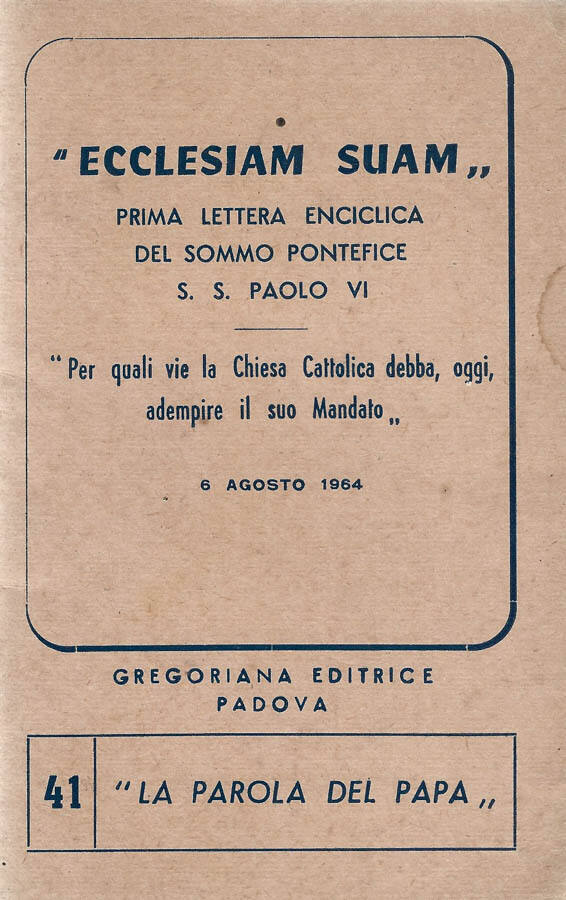 " ECCLESIAM SUAM „
PRIMA LETTERA ENCICLICA
DEL SOMMO PONTEFICE
S. S. PAOLO VI
" Per quali vie la Chiesa Cattolica debba, oggi,
adempire il suo Mandato „
6 AGOSTO 1964
GREGORIANA EDITRICE
PADOVA
41 " LA PAROLA DEL PAPA „